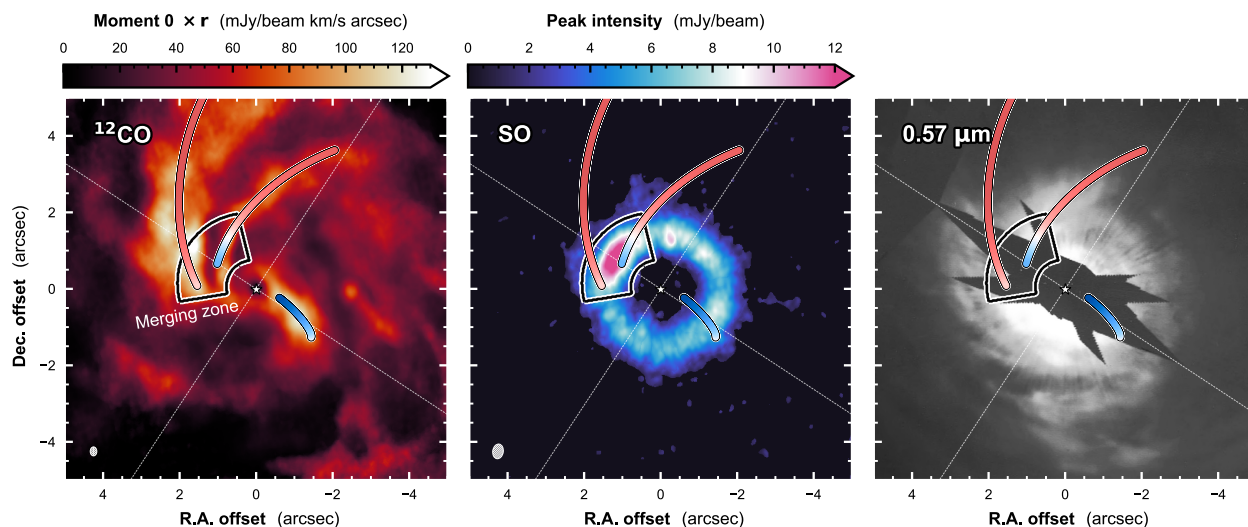 Moment 0 × r (mJy/beam km/s arcsec)
0 20 40 60 80 100 120
Peak intensity (mJy/beam)
0 2 4 6 8 10 12
¹²CO
SO
0.57 μm
Merging zone
Dec. offset (arcsec)
4
2
0
−2
−4
4 2 0 −2 −4
R.A. offset (arcsec)
4 2 0 −2 −4
R.A. offset (arcsec)
4 2 0 −2 −4
R.A. offset (arcsec)